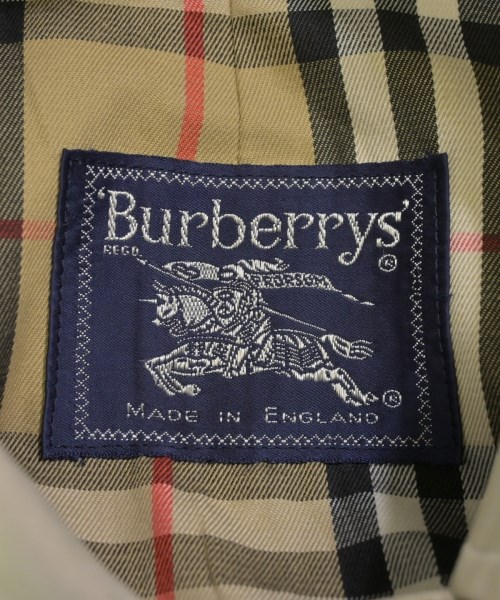 'Burberrys'
REGD.
®
PRORSUM
®
MADE IN ENGLAND